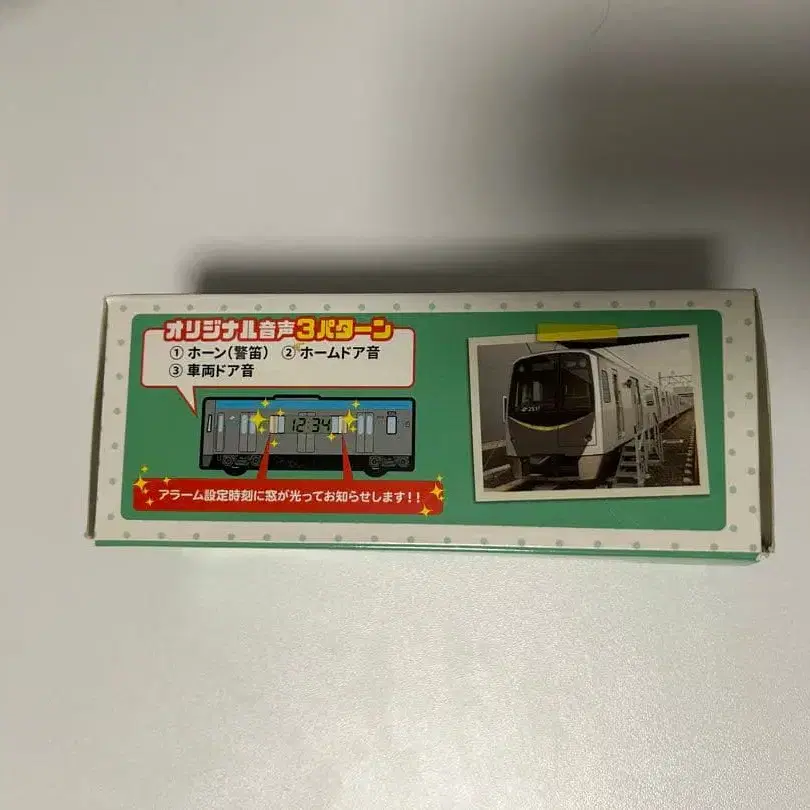 オリジナル音声3パターン
① ホーン(警笛) ② ホームドア音
③ 車両ドア音
12:34
アラーム設定時刻に窓が光ってお知らせします!!